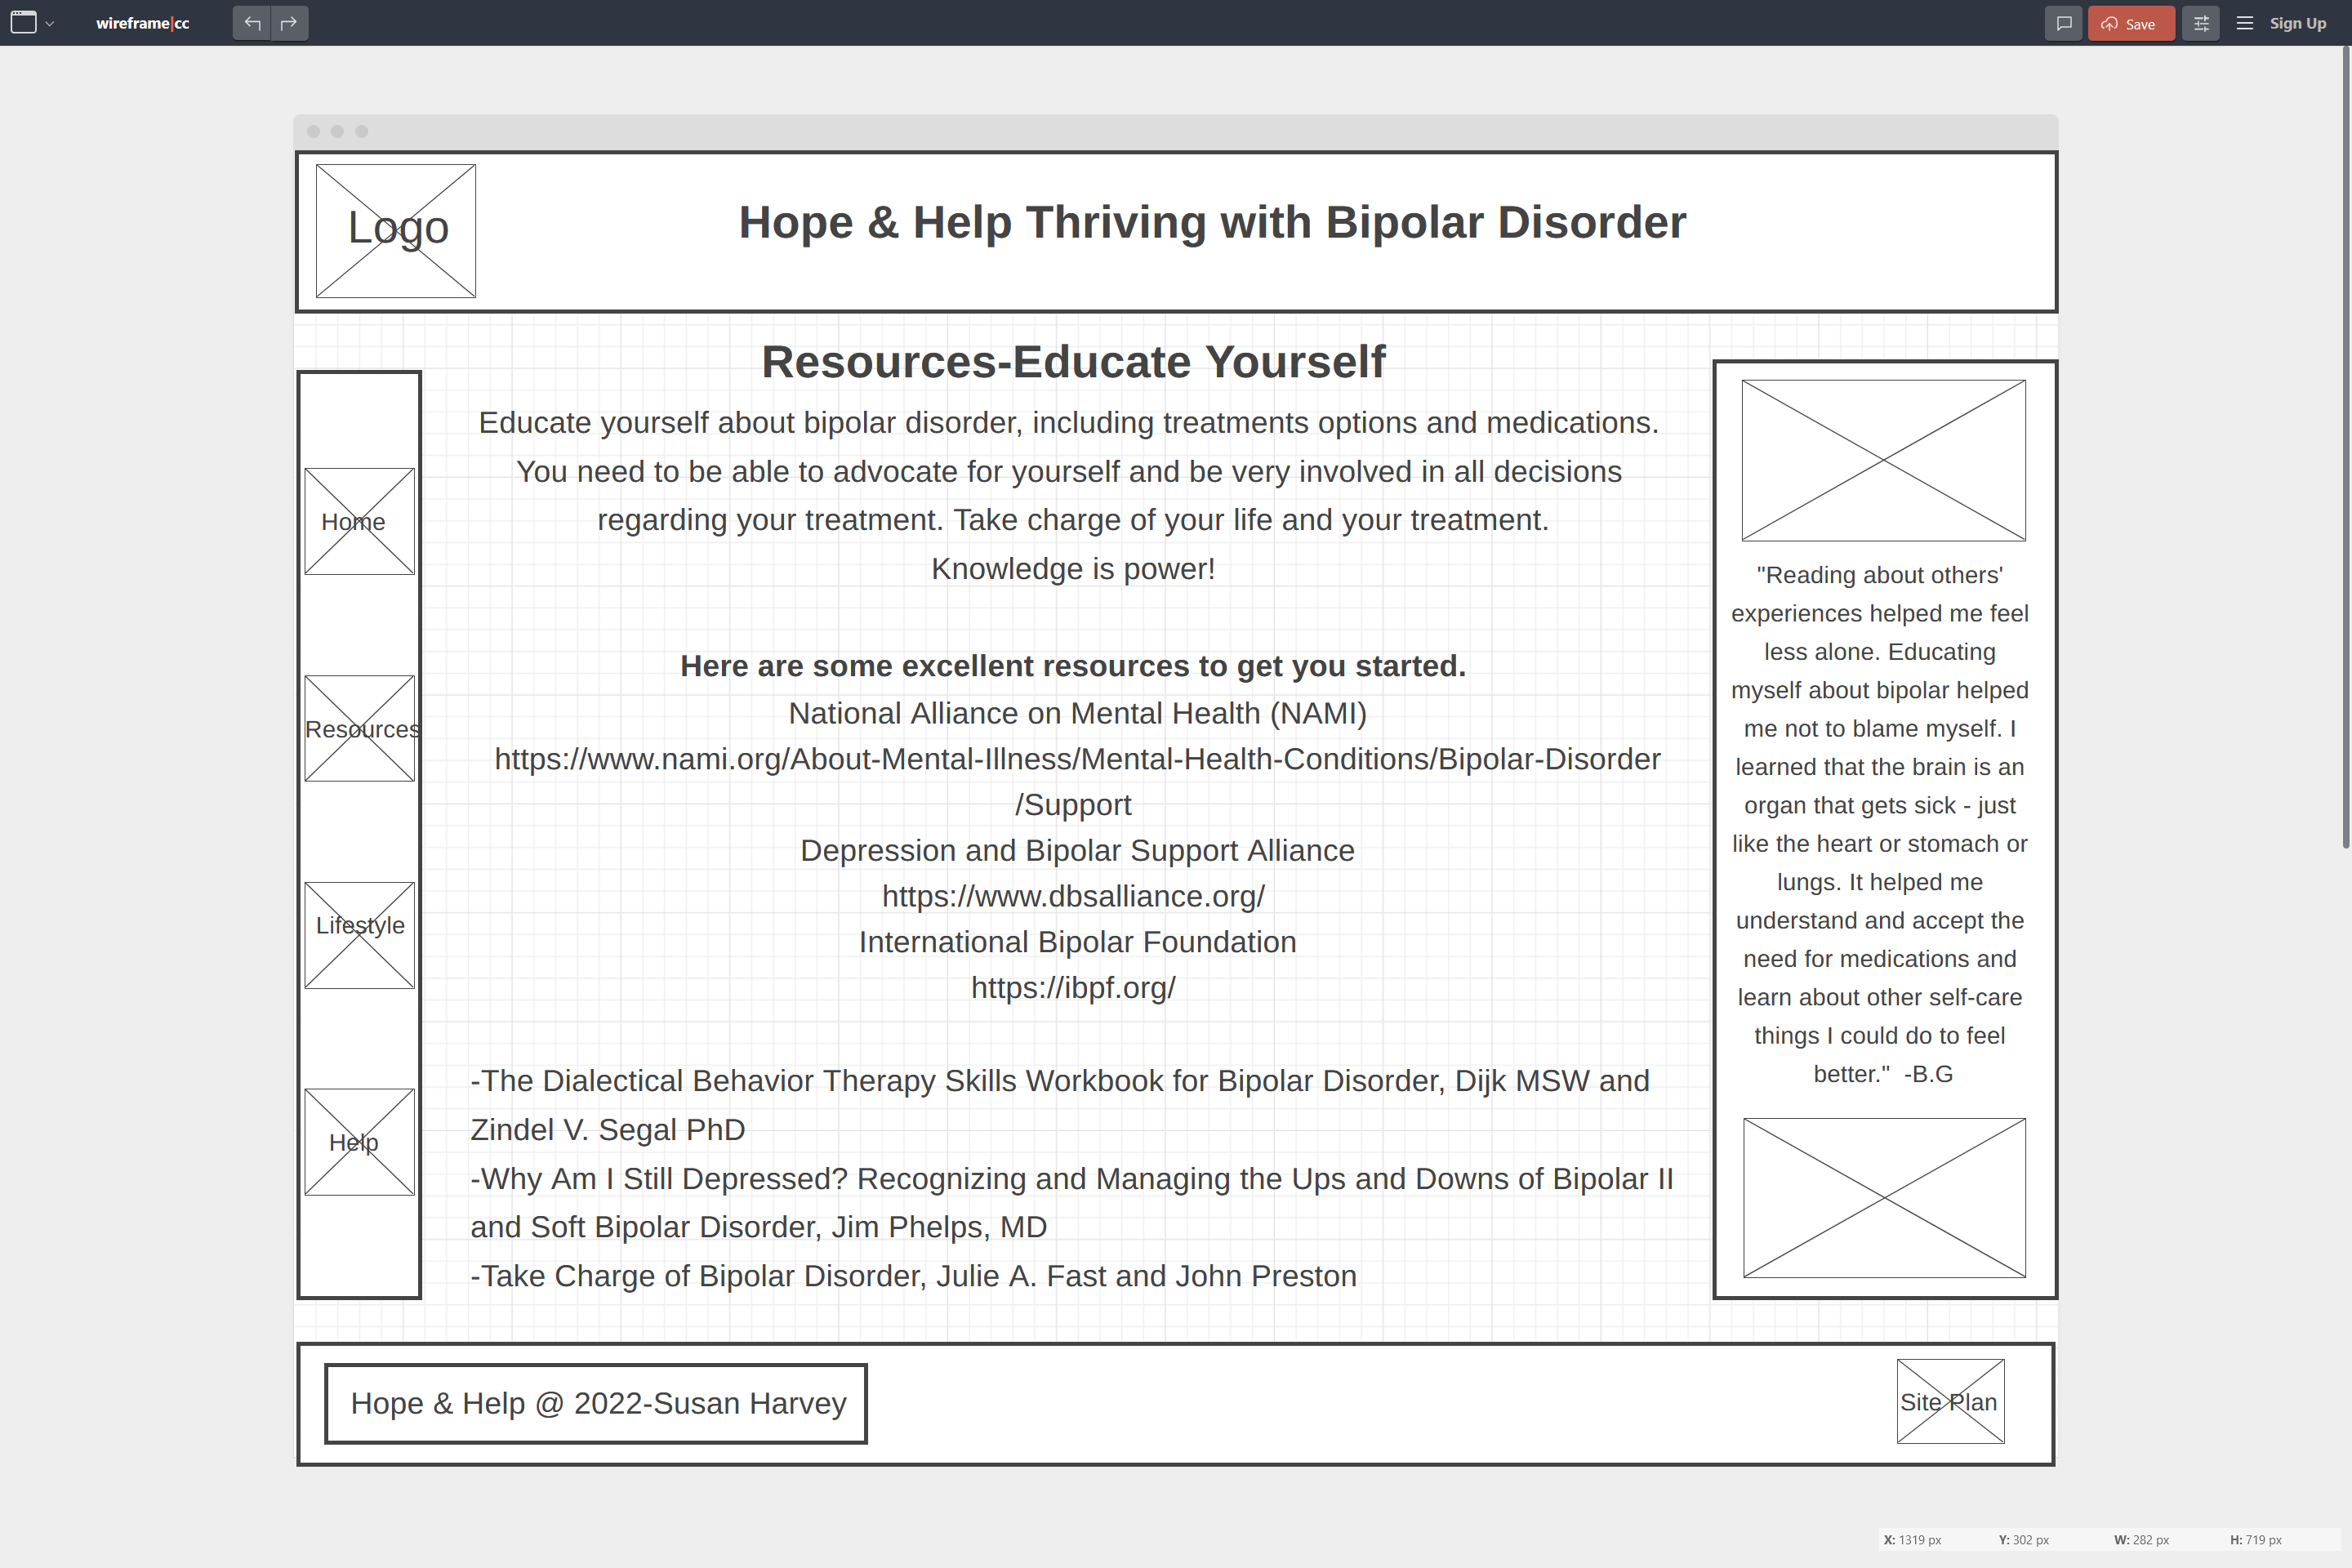 wireframe|cc
Save
Sign Up
Logo
Hope & Help Thriving with Bipolar Disorder
Home
Resources
Lifestyle
Help
Resources-Educate Yourself
Educate yourself about bipolar disorder, including treatments options and medications.
You need to be able to advocate for yourself and be very involved in all decisions
regarding your treatment. Take charge of your life and your treatment.
Knowledge is power!
Here are some excellent resources to get you started.
National Alliance on Mental Health (NAMI)
https://www.nami.org/About-Mental-Illness/Mental-Health-Conditions/Bipolar-Disorder
/Support
Depression and Bipolar Support Alliance
https://www.dbsalliance.org/
International Bipolar Foundation
https://ibpf.org/
-The Dialectical Behavior Therapy Skills Workbook for Bipolar Disorder, Dijk MSW and
Zindel V. Segal PhD
-Why Am I Still Depressed? Recognizing and Managing the Ups and Downs of Bipolar II
and Soft Bipolar Disorder, Jim Phelps, MD
-Take Charge of Bipolar Disorder, Julie A. Fast and John Preston
"Reading about others'
experiences helped me feel
less alone. Educating
myself about bipolar helped
me not to blame myself. I
learned that the brain is an
organ that gets sick - just
like the heart or stomach or
lungs. It helped me
understand and accept the
need for medications and
learn about other self-care
things I could do to feel
better."  -B.G
Hope & Help @ 2022-Susan Harvey
Site Plan
X: 1319 px Y: 302 px W: 282 px H: 719 px